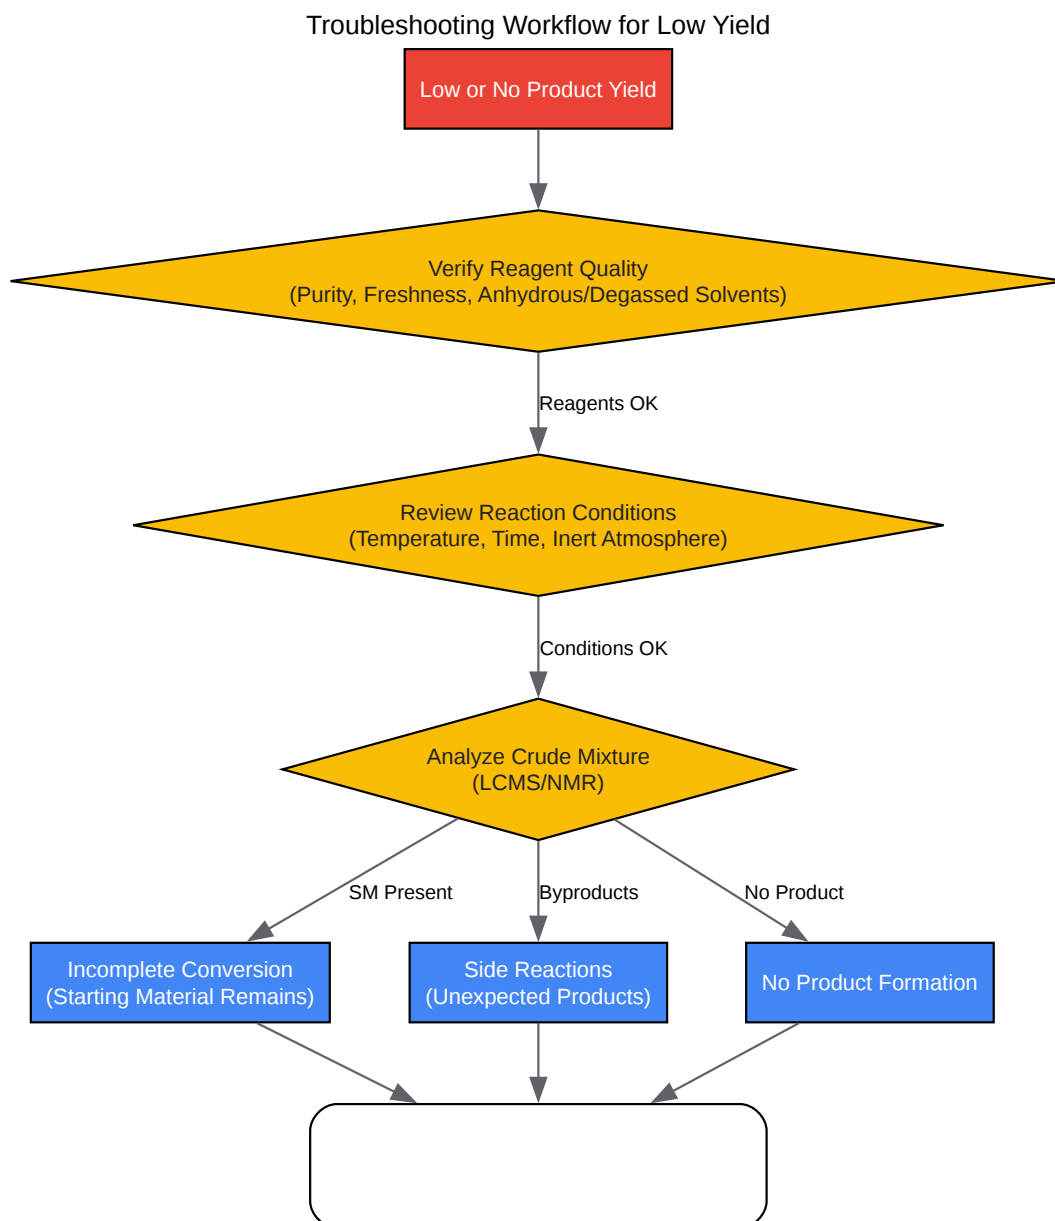 Troubleshooting Workflow for Low Yield
Low or No Product Yield
Verify Reagent Quality
(Purity, Freshness, Anhydrous/Degassed Solvents)
Reagents OK
Review Reaction Conditions
(Temperature, Time, Inert Atmosphere)
Conditions OK
Analyze Crude Mixture
(LCMS/NMR)
SM Present
Byproducts
No Product
Incomplete Conversion
(Starting Material Remains)
Side Reactions
(Unexpected Products)
No Product Formation